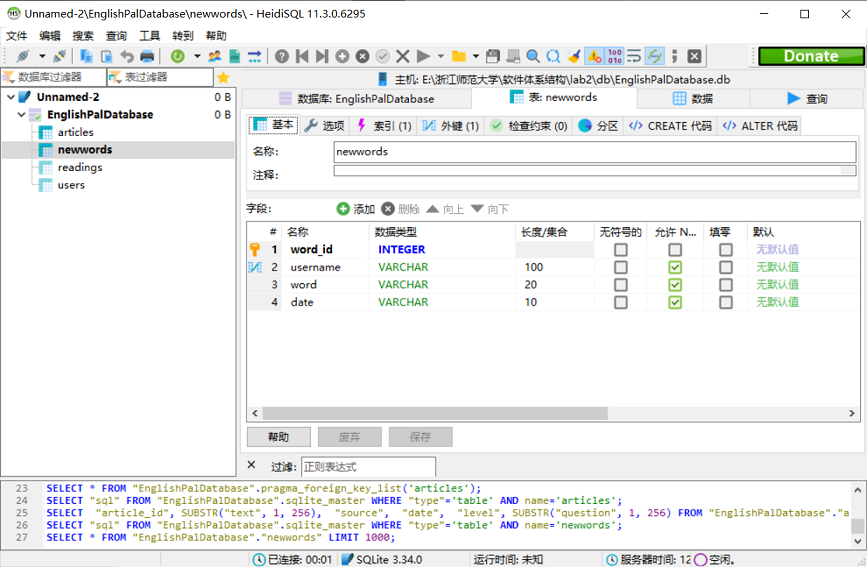 Unnamed-2\EnglishPalDatabase\newwords\ - HeidiSQL 11.3.0.6295
文件 编辑 搜索 查询 工具 转到 帮助
Donate
数据库过滤器 表过滤器
主机: E:\浙江师范大学\软件体系结构\lab2\db\EnglishPalDatabase.db
Unnamed-2 0 B
EnglishPalDatabase 0 B
articles
newwords
readings
users
数据库: EnglishPalDatabase 表: newwords 数据 查询
基本 选项 索引 (1) 外键 (1) 检查约束 (0) 分区 CREATE 代码 ALTER 代码
名称: newwords
注释:
字段: 添加 删除 向上 向下
# 名称 数据类型 长度/集合 无符号的 允许 N... 填零 默认
1 word_id INTEGER 无默认值
2 username VARCHAR 100 无默认值
3 word VARCHAR 20 无默认值
4 date VARCHAR 10 无默认值
帮助 废弃 保存
过滤: 正则表达式
23 SELECT * FROM "EnglishPalDatabase".pragma_foreign_key_list('articles');
24 SELECT "sql" FROM "EnglishPalDatabase".sqlite_master WHERE "type"='table' AND name='articles';
25 SELECT "article_id", SUBSTR("text", 1, 256), "source", "date", "level", SUBSTR("question", 1, 256) FROM "EnglishPalDatabase"."a
26 SELECT "sql" FROM "EnglishPalDatabase".sqlite_master WHERE "type"='table' AND name='newwords';
27 SELECT * FROM "EnglishPalDatabase"."newwords" LIMIT 1000;
已连接: 00:01 SQLite 3.34.0 运行时间: 未知 服务器时间: 12 空闲。